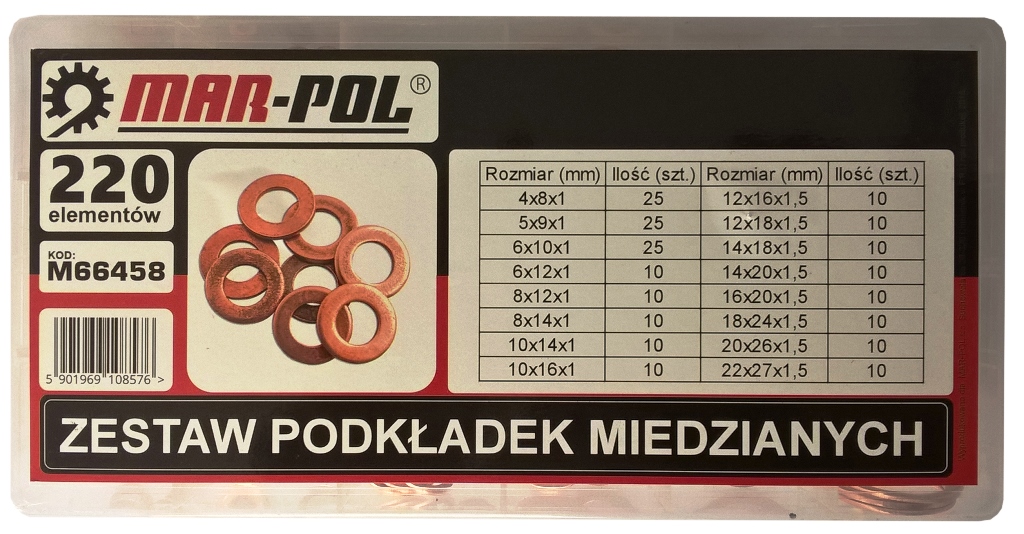 MAR-POL®
220
elementów
KOD:
M66458
5 901969 108576 >
Rozmiar (mm) Ilość (szt.) Rozmiar (mm) Ilość (szt.)
4x8x1 25 12x16x1,5 10
5x9x1 25 12x18x1,5 10
6x10x1 25 14x18x1,5 10
6x12x1 10 14x20x1,5 10
8x12x1 10 16x20x1,5 10
8x14x1 10 18x24x1,5 10
10x14x1 10 20x26x1,5 10
10x16x1 10 22x27x1,5 10
ZESTAW PODKŁADEK MIEDZIANYCH